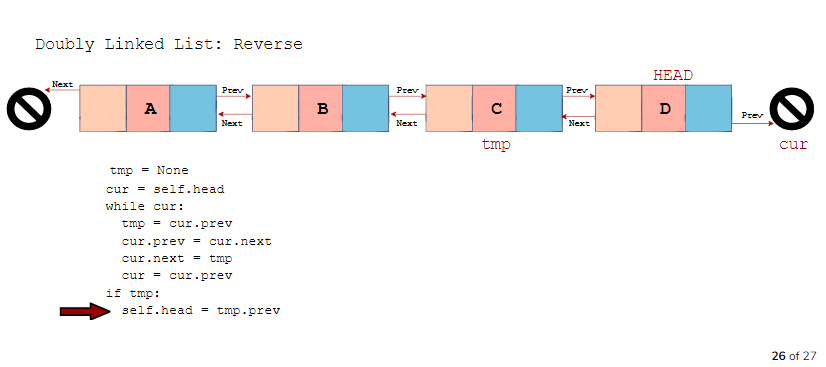 Doubly Linked List: Reverse
HEAD
Next
Prev
Prev
Prev
A
B
C
D
Next
Next
Next
Prev
tmp
cur
tmp = None
cur = self.head
while cur:
  tmp = cur.prev
  cur.prev = cur.next
  cur.next = tmp
  cur = cur.prev
if tmp:
  self.head = tmp.prev
26 of 27